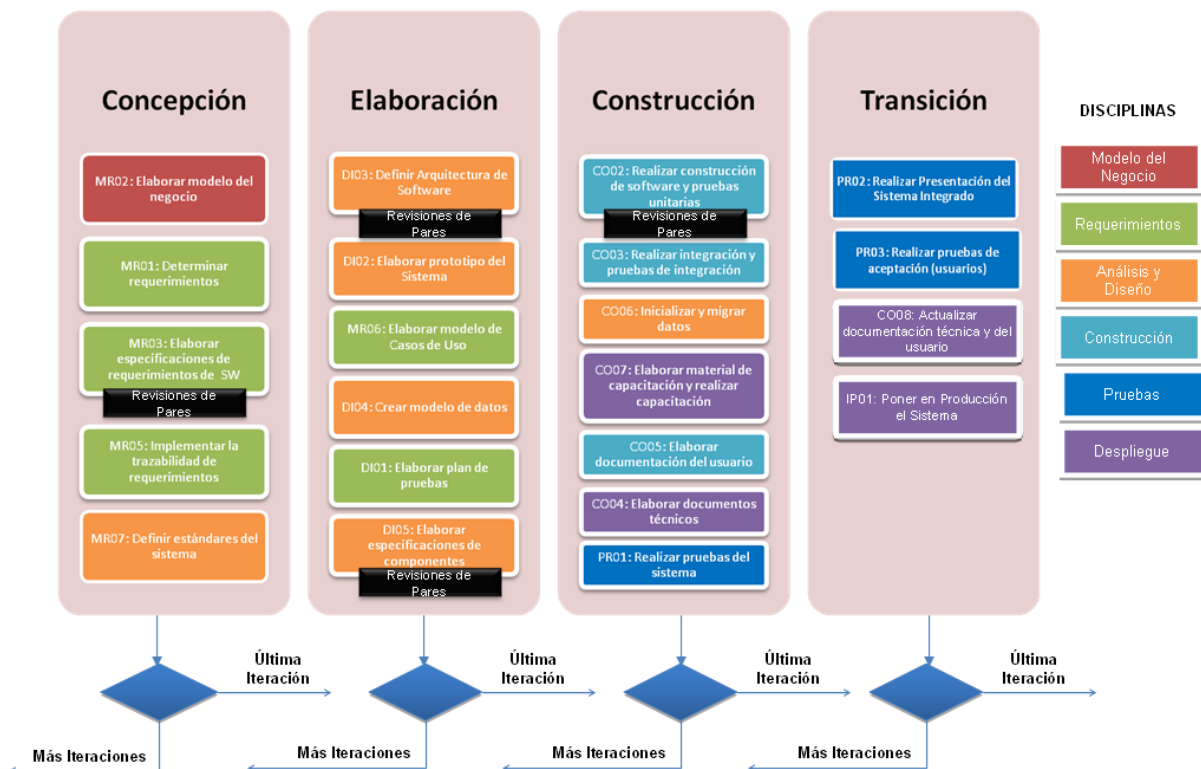 Concepción
MR02: Elaborar modelo del
negocio
MR01: Determinar
requerimientos
MR03: Elaborar
especificaciones de
requerimientos de SW
Revisiones de
Pares
MR05: Implementar la
trazabilidad de
requerimientos
MR07: Definir estándares del
sistema
Elaboración
DI03: Definir Arquitectura de
Software
Revisiones de
Pares
DI02: Elaborar prototipo del
Sistema
MR06: Elaborar modelo de
Casos de Uso
DI04: Crear modelo de datos
DI01: Elaborar plan de
pruebas
DI05: Elaborar
especificaciones de
componentes
Revisiones de
Pares
Construcción
CO02: Realizar construcción
de software y pruebas
unitarias
Revisiones de
Pares
CO03: Realizar integración y
pruebas de integración
CO06: Inicializar y migrar
datos
CO07: Elaborar material de
capacitación y realizar
capacitación
CO05: Elaborar
documentación del usuario
CO04: Elaborar documentos
técnicos
PR01: Realizar pruebas del
sistema
Transición
PR02: Realizar Presentación del
Sistema Integrado
PR03: Realizar pruebas de
aceptación (usuarios)
CO08: Actualizar
documentación técnica y del
usuario
IP01: Poner en Producción
el Sistema
DISCIPLINAS
Modelo del
Negocio
Requerimientos
Análisis y
Diseño
Construcción
Pruebas
Despliegue
Última
Iteración
Última
Iteración
Última
Iteración
Última
Iteración
Más Iteraciones
Más Iteraciones
Más Iteraciones
Más Iteraciones